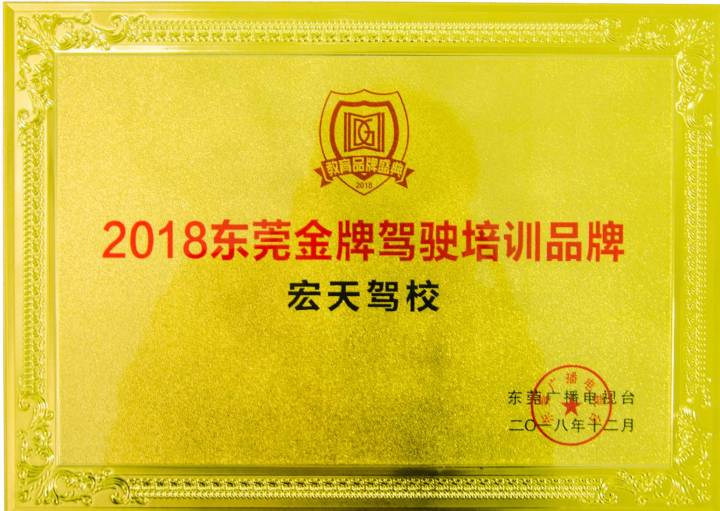 DG
教育品牌盛典
2018
2018东莞金牌驾驶培训品牌
宏天驾校
东莞广播电视台
二〇一八年十二月